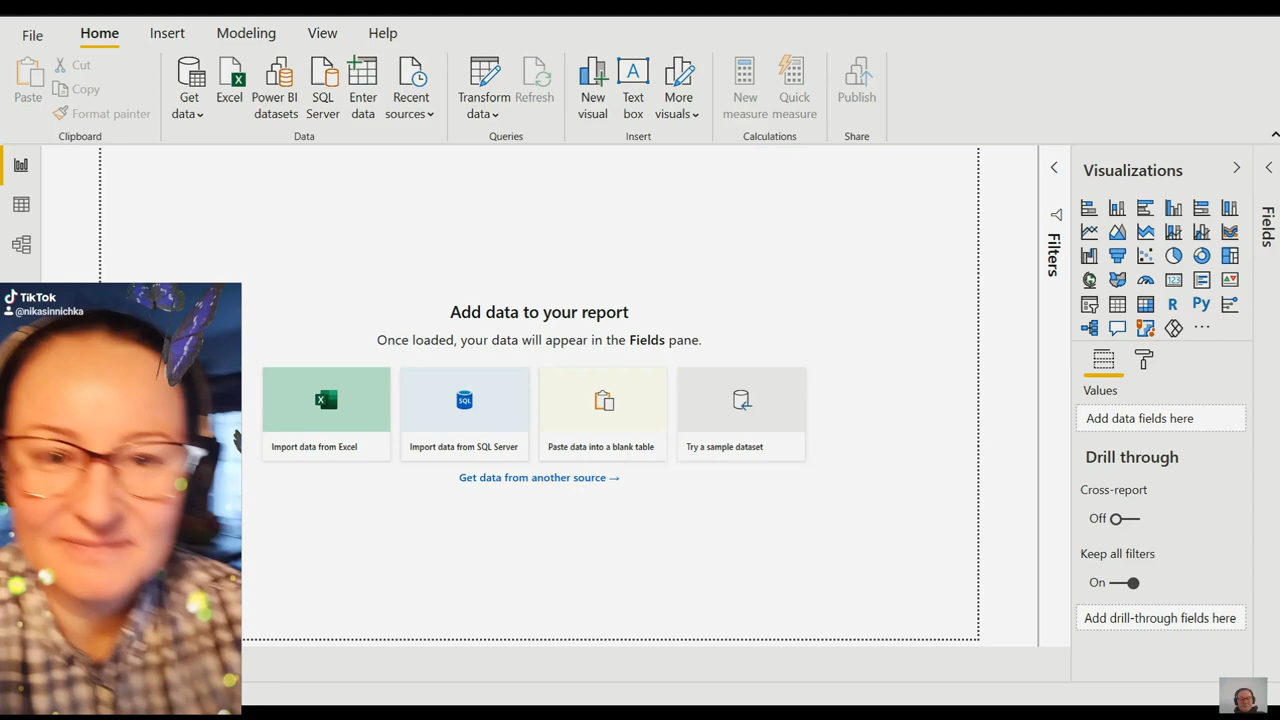 File
Home
Insert
Modeling
View
Help
Paste
Cut
Copy
Format painter
Clipboard
Get data
Excel
Power BI datasets
SQL Server
Enter data
Recent sources
Data
Transform data
Refresh
Queries
New visual
Text box
More visuals
Insert
New measure
Quick measure
Calculations
Publish
Share
Add data to your report
Once loaded, your data will appear in the Fields pane.
Import data from Excel
SQL
Import data from SQL Server
Paste data into a blank table
Try a sample dataset
Get data from another source →
TikTok
@nikasinnichka
Filters
Visualizations
123
R
Py
Values
Add data fields here
Drill through
Cross-report
Off
Keep all filters
On
Add drill-through fields here
Fields